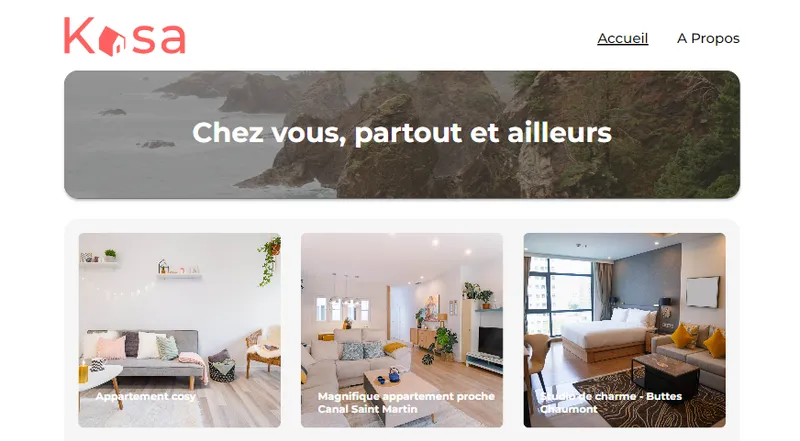 Kasa
Accueil
A Propos
Chez vous, partout et ailleurs
Appartement cosy
Magnifique appartement proche
Canal Saint Martin
Studio de charme - Buttes
Chaumont